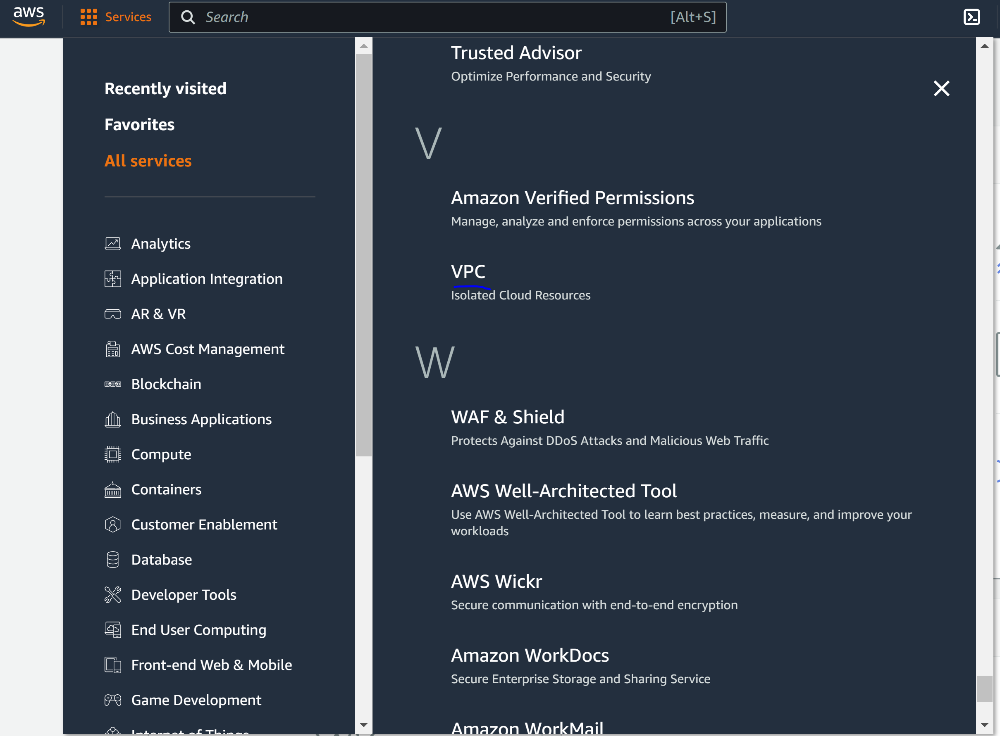 aws
Services
Search
[Alt+S]
Recently visited
Favorites
All services
Analytics
Application Integration
AR & VR
AWS Cost Management
Blockchain
Business Applications
Compute
Containers
Customer Enablement
Database
Developer Tools
End User Computing
Front-end Web & Mobile
Game Development
Internet of Things
Trusted Advisor
Optimize Performance and Security
V
Amazon Verified Permissions
Manage, analyze and enforce permissions across your applications
VPC
Isolated Cloud Resources
W
WAF & Shield
Protects Against DDoS Attacks and Malicious Web Traffic
AWS Well-Architected Tool
Use AWS Well-Architected Tool to learn best practices, measure, and improve your
workloads
AWS Wickr
Secure communication with end-to-end encryption
Amazon WorkDocs
Secure Enterprise Storage and Sharing Service
Amazon WorkMail